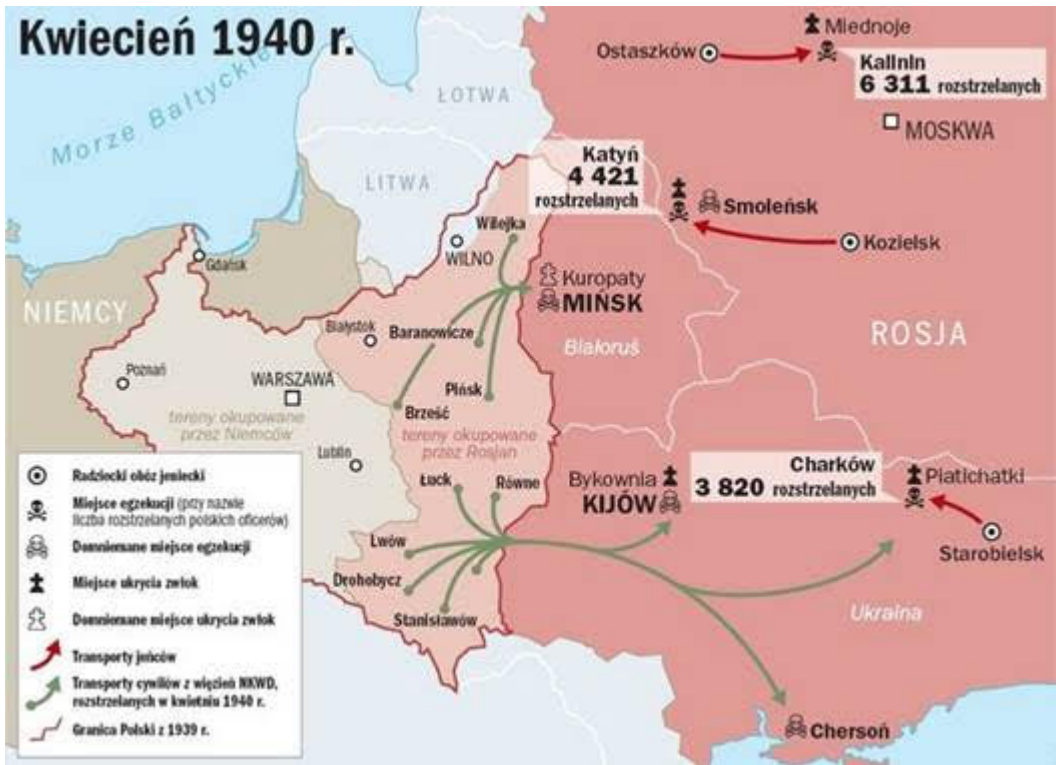 Kwiecień 1940 r.
Morze Bałtyckie
ŁOTWA
LITWA
Ostaszków
Miednoje
Kalinin
6 311 rozstrzelanych
MOSKWA
Katyń
4 421
rozstrzelanych
Smoleńsk
Kozielsk
Wilejka
WILNO
Gdańsk
NIEMCY
Kuropaty
MIŃSK
Białystok
Baranowicze
Białoruś
ROSJA
Poznań
WARSZAWA
Pińsk
Brześć
tereny okupowane
przez Niemców
tereny okupowane
przez Rosjan
Lublin
Łuck
Równe
Bykownia
KIJÓW
Charków
3 820 rozstrzelanych
Piatichatki
Starobielsk
Lwów
Drohobycz
Stanisławów
Ukraina
Chersoń
Radziecki obóz jeniecki
Miejsce egzekucji (przy nazwie
liczba rozstrzelanych polskich oficerów)
Domniemane miejsce egzekucji
Miejsce ukrycia zwłok
Domniemane miejsce ukrycia zwłok
Transporty jeńców
Transporty cywilów z więzień NKWD,
rozstrzelanych w kwietniu 1940 r.
Granica Polski z 1939 r.